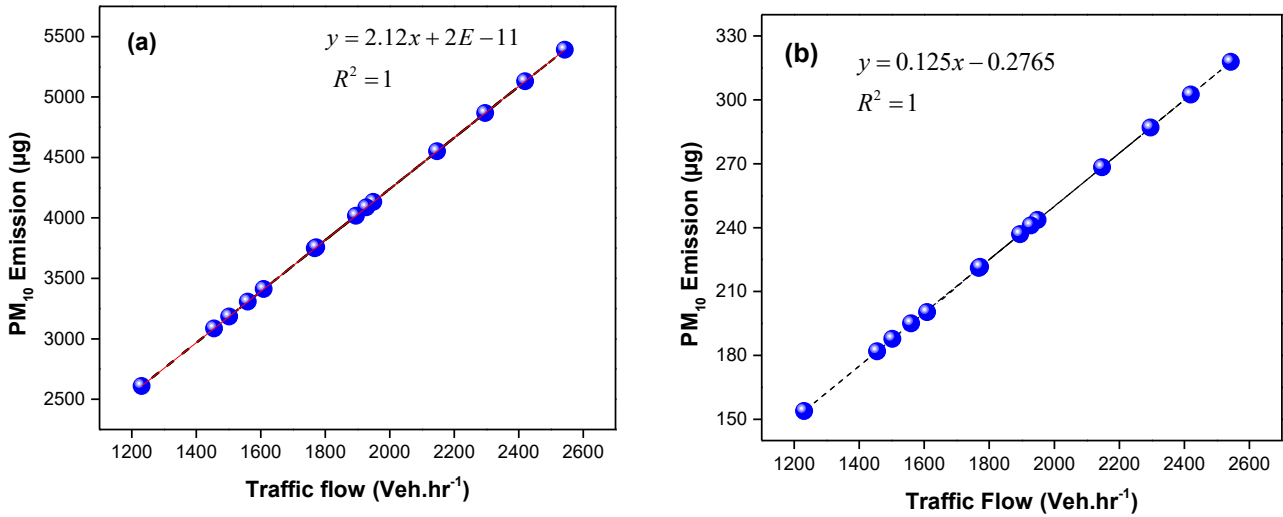 (a)
y = 2.12x + 2E − 11
R² = 1
PM₁₀ Emission (µg)
5500
5000
4500
4000
3500
3000
2500
1200 1400 1600 1800 2000 2200 2400 2600
Traffic flow (Veh.hr⁻¹)
(b)
y = 0.125x − 0.2765
R² = 1
PM₁₀ Emission (µg)
330
300
270
240
210
180
150
1200 1400 1600 1800 2000 2200 2400 2600
Traffic Flow (Veh.hr⁻¹)